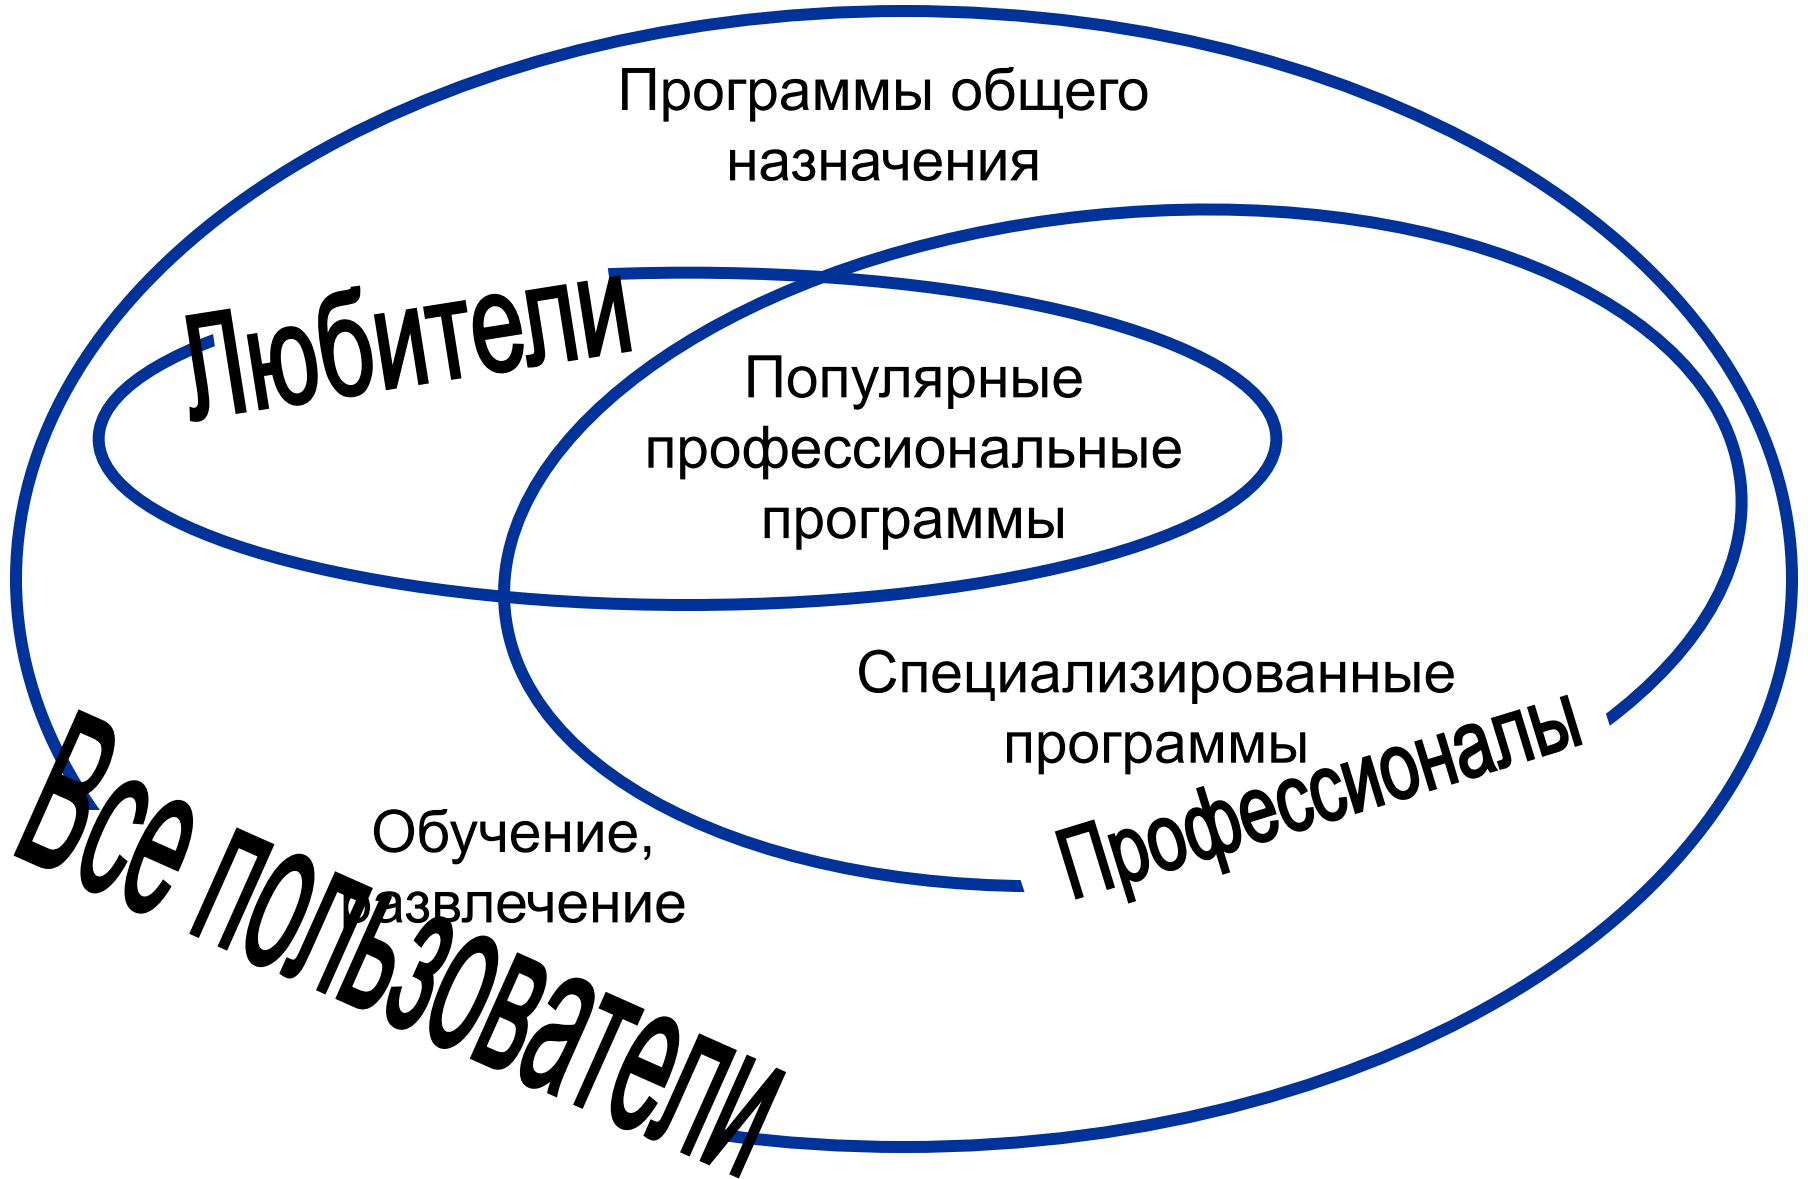 Программы общего
назначения
Любители
Популярные
профессиональные
программы
Специализированные
программы
Профессионалы
Обучение,
развлечение
Все пользователи